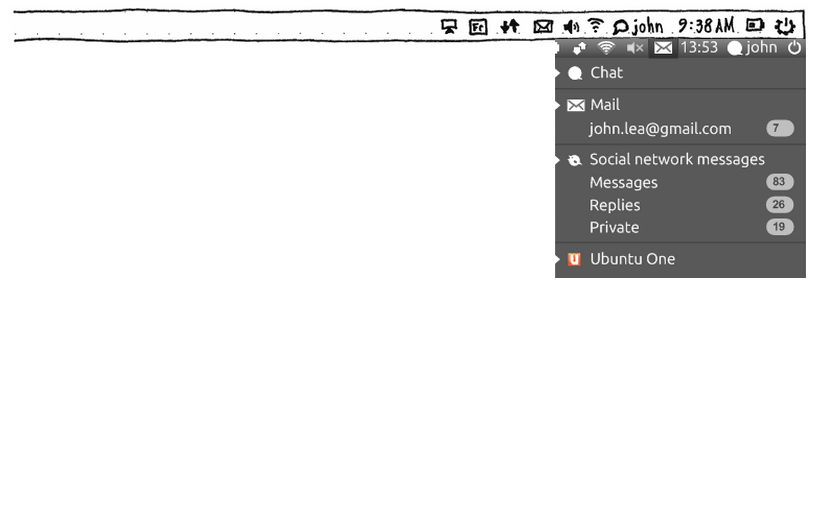 Fc john 9:38 AM
13:53 john
Chat
Mail
john.lea@gmail.com 7
Social network messages
Messages 83
Replies 26
Private 19
u Ubuntu One